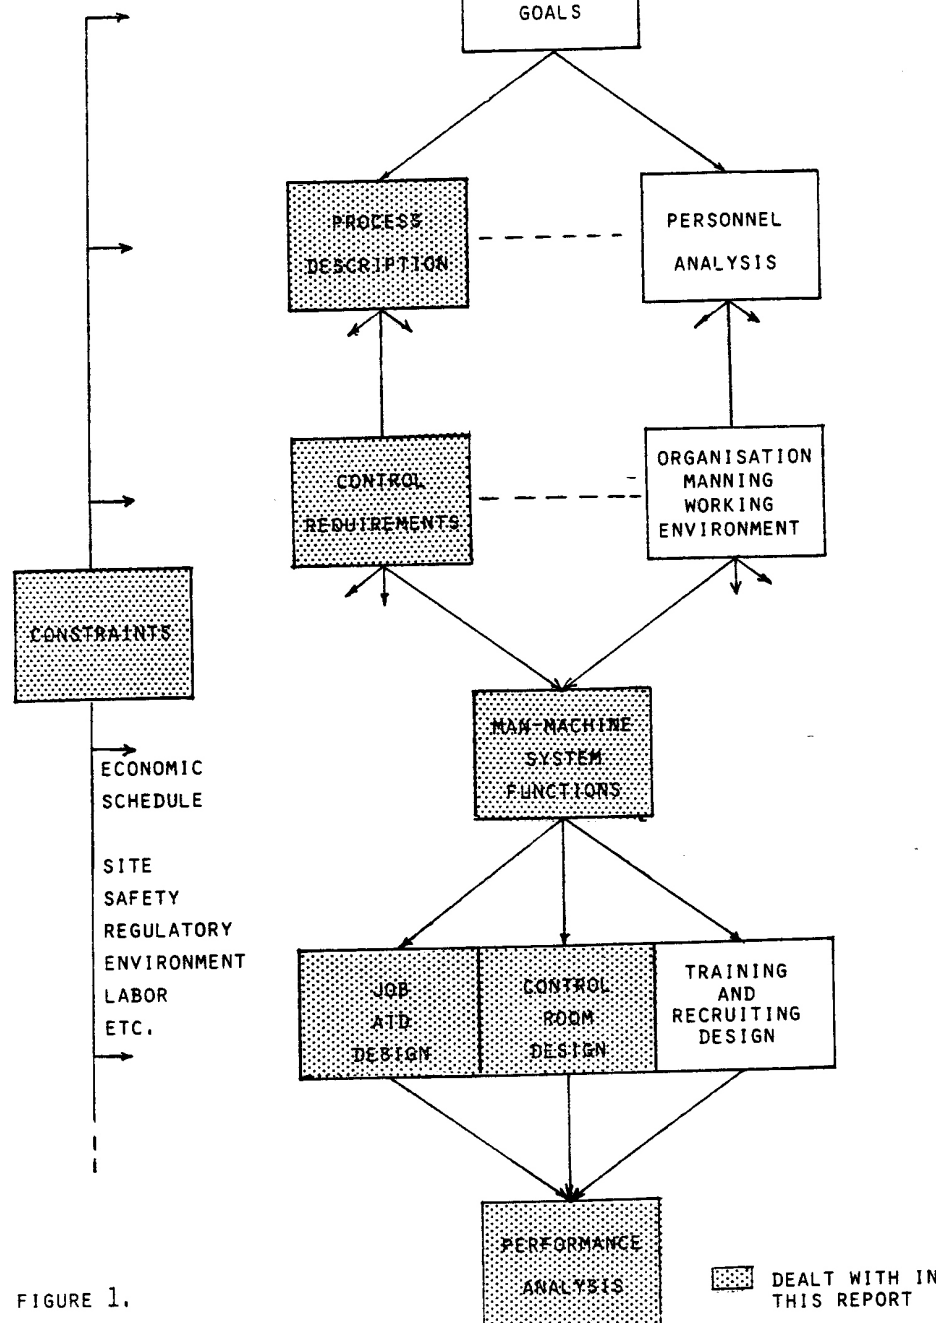 GOALS
PROCESS
DESCRIPTION
PERSONNEL
ANALYSIS
CONTROL
REQUIREMENTS
ORGANISATION
MANNING
WORKING
ENVIRONMENT
CONSTRAINTS
MAN-MACHINE
SYSTEM
FUNCTIONS
ECONOMIC
SCHEDULE
SITE
SAFETY
REGULATORY
ENVIRONMENT
LABOR
ETC.
JOB
AID
DESIGN
CONTROL
ROOM
DESIGN
TRAINING
AND
RECRUITING
DESIGN
PERFORMANCE
ANALYSIS
DEALT WITH IN
THIS REPORT
FIGURE 1.